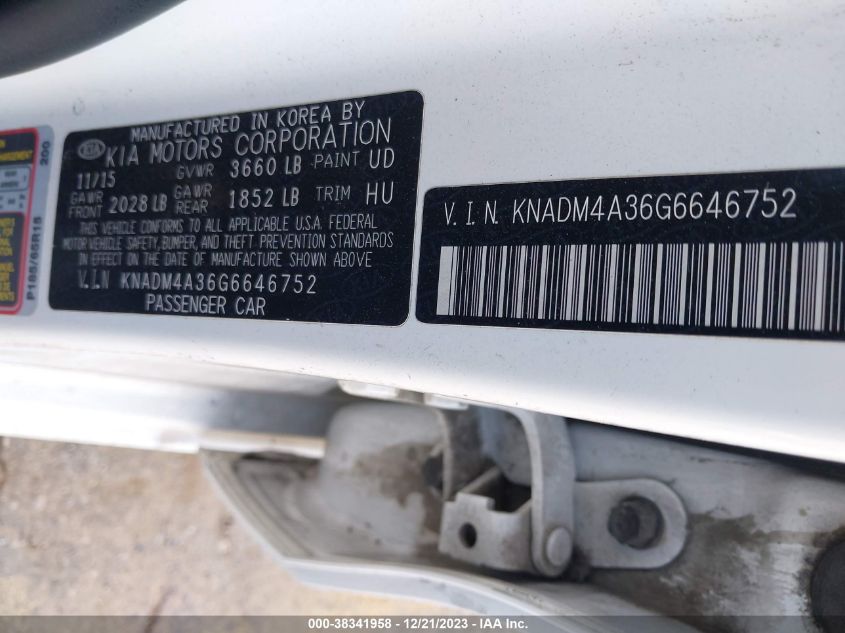 MANUFACTURED IN KOREA BY
KIA KIA MOTORS CORPORATION
11/15 GVWR 3660 LB PAINT UD
GAWR FRONT 2028 LB GAWR REAR 1852 LB TRIM HU
THIS VEHICLE CONFORMS TO ALL APPLICABLE U.S.A. FEDERAL
MOTOR VEHICLE SAFETY, BUMPER, AND THEFT PREVENTION STANDARDS
IN EFFECT ON THE DATE OF MANUFACTURE SHOWN ABOVE
V.I.N KNADM4A36G6646752
PASSENGER CAR
V.I.N. KNADM4A36G6646752
200
P185/65R15
000-38341958 - 12/21/2023 - IAA Inc.